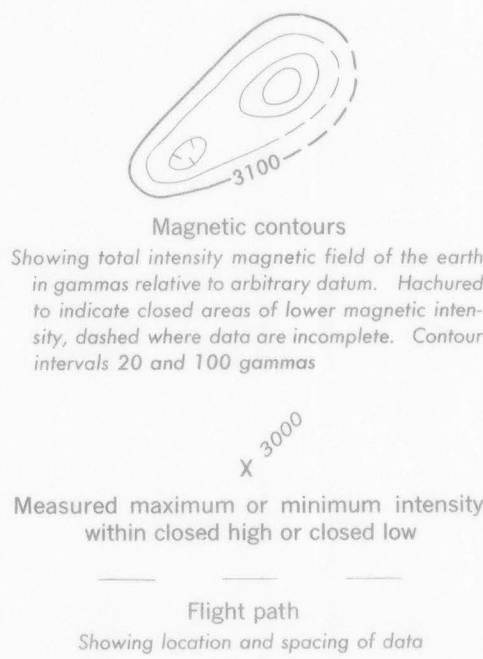 3100
Magnetic contours
Showing total intensity magnetic field of the earth
in gammas relative to arbitrary datum. Hachured
to indicate closed areas of lower magnetic inten-
sity, dashed where data are incomplete. Contour
intervals 20 and 100 gammas
X 3000
Measured maximum or minimum intensity
within closed high or closed low
Flight path
Showing location and spacing of data